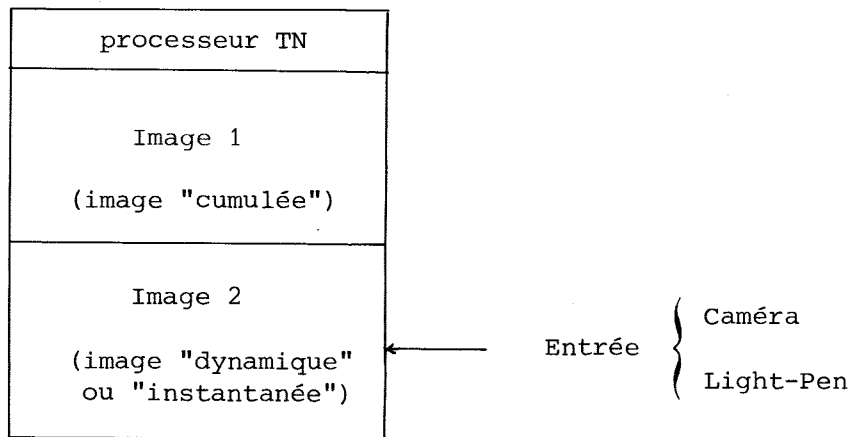 processeur TN
Image 1
(image "cumulée")
Image 2
(image "dynamique"
ou "instantanée")
Entrée
Caméra
Light-Pen